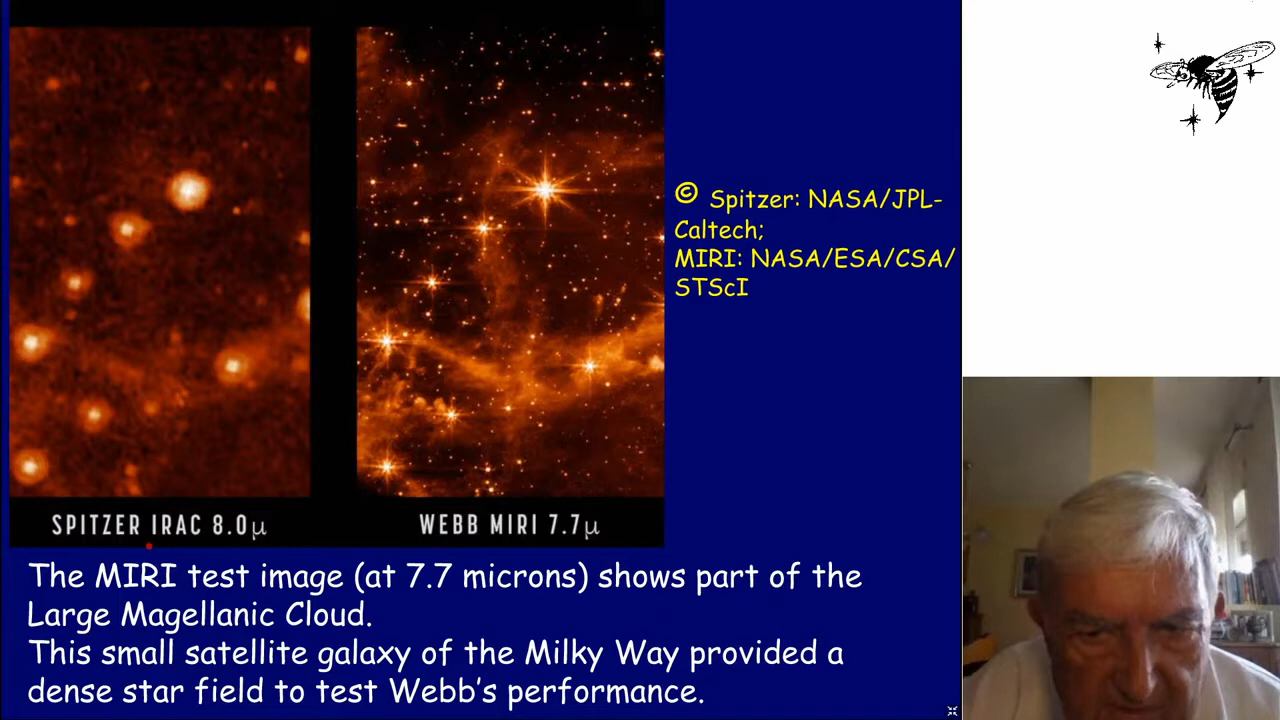 © Spitzer: NASA/JPL-
Caltech;
MIRI: NASA/ESA/CSA/
STScI
SPITZER IRAC 8.0μ
WEBB MIRI 7.7μ
The MIRI test image (at 7.7 microns) shows part of the
Large Magellanic Cloud.
This small satellite galaxy of the Milky Way provided a
dense star field to test Webb’s performance.